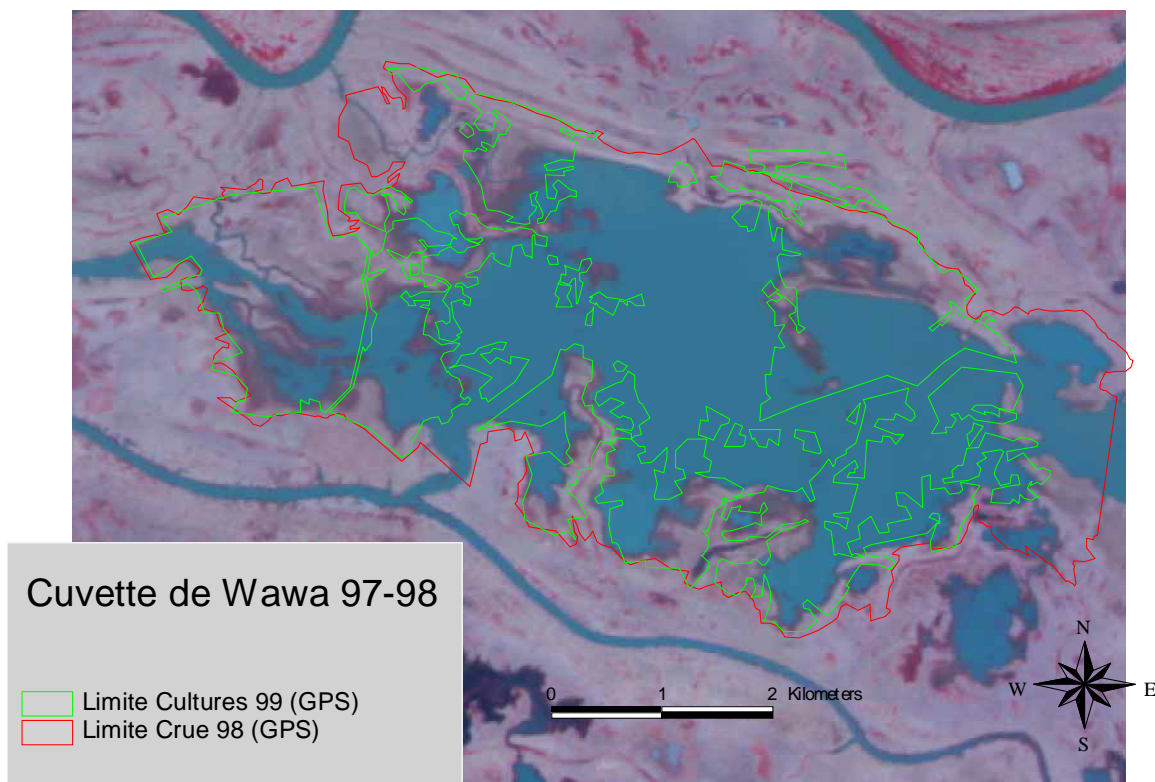 Cuvette de Wawa 97-98
Limite Cultures 99 (GPS)
Limite Crue 98 (GPS)
0 1 2 Kilometers
N
W E
S